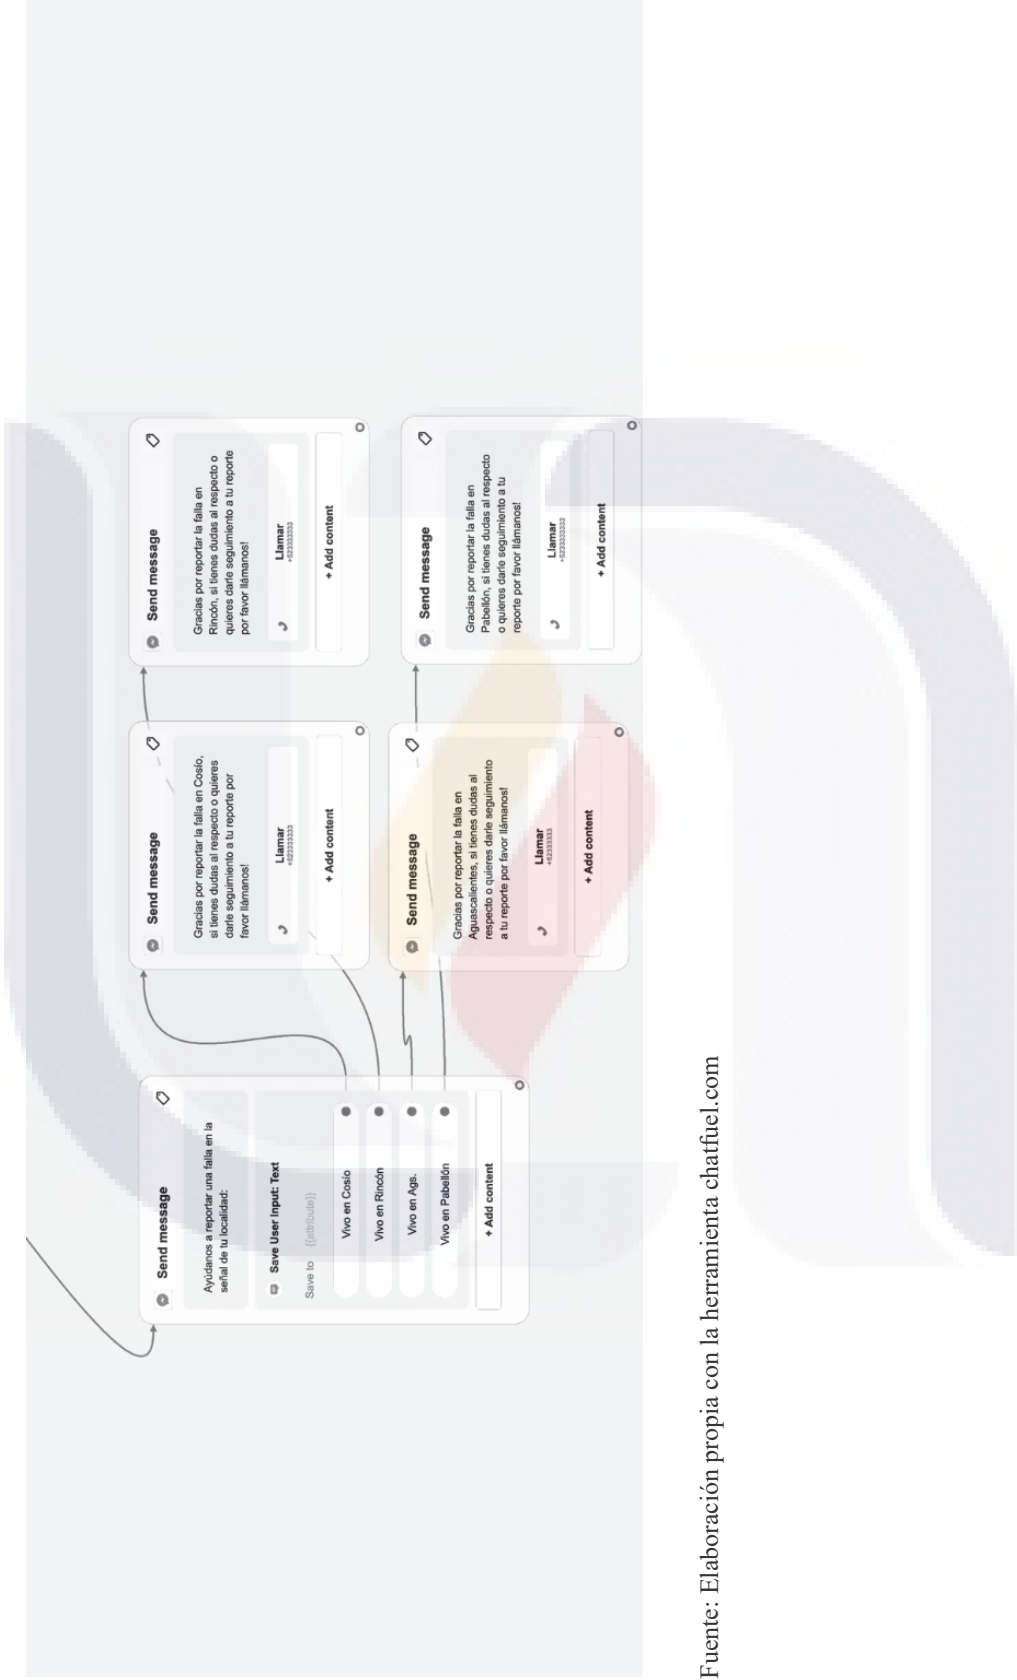 Send message
Ayúdanos a reportar una falla en la
señal de tu localidad:
Save User Input: Text
Save to {{attribute}}
Vivo en Cosío
Vivo en Rincón
Vivo en Ags.
Vivo en Pabellón
+ Add content
Send message
Gracias por reportar la falla en Cosío,
si tienes dudas al respecto o quieres
darle seguimiento a tu reporte por
favor llámanos!
Llamar
+523333333
+ Add content
Send message
Gracias por reportar la falla en
Rincón, si tienes dudas al respecto o
quieres darle seguimiento a tu reporte
por favor llámanos!
Llamar
+ Add content
Send message
Gracias por reportar la falla en
Aguascalientes, si tienes dudas al
respecto o quieres darle seguimiento
a tu reporte por favor llámanos!
Llamar
+523333333
+ Add content
Send message
Gracias por reportar la falla en
Pabellón, si tienes dudas al respecto
o quieres darle seguimiento a tu
reporte por favor llámanos!
Llamar
+ Add content
Fuente: Elaboración propia con la herramienta chatfuel.com